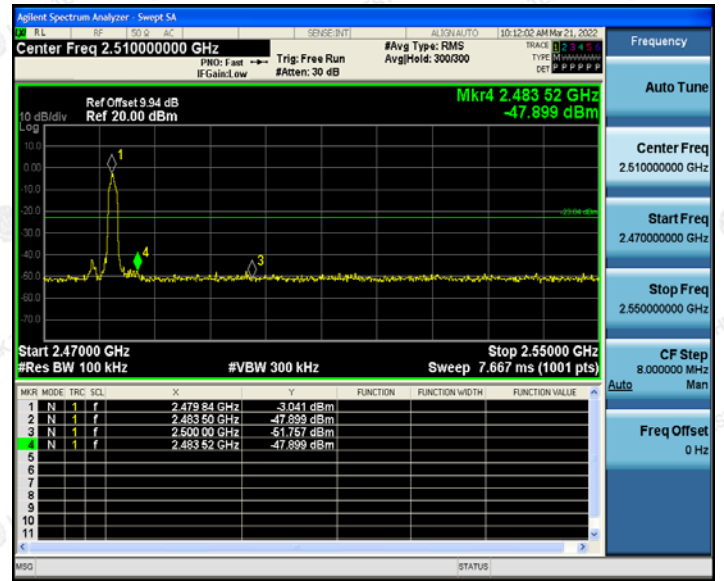 Agilent Spectrum Analyzer - Swept SA
RL RF 50 Ω AC SENSE:INT ALIGNAUTO 10:12:02 AM Mar 21, 2022
Center Freq 2.510000000 GHz
PNO: Fast
IFGain:Low
Trig: Free Run
#Atten: 30 dB
#Avg Type: RMS
Avg|Hold: 300/300
TRACE 1 2 3 4 5 6
TYPE M
DET P P P P P P
Ref Offset 9.94 dB
Ref 20.00 dBm
Mkr4 2.483 52 GHz
-47.899 dBm
10 dB/div
Log
10.0
0.00
-10.0
-20.0
-30.0
-40.0
-50.0
-60.0
-70.0
1
4
3
-23.04 dBm
Start 2.47000 GHz
Stop 2.55000 GHz
#Res BW 100 kHz
#VBW 300 kHz
Sweep 7.667 ms (1001 pts)
MKR MODE TRC SCL X Y FUNCTION FUNCTION WIDTH FUNCTION VALUE
1 N 1 f 2.479 84 GHz -3.041 dBm
2 N 1 f 2.483 50 GHz -47.899 dBm
3 N 1 f 2.500 00 GHz -51.757 dBm
4 N 1 f 2.483 52 GHz -47.899 dBm
5
6
7
8
9
10
11
MSG
STATUS
Frequency
Auto Tune
Center Freq
2.510000000 GHz
Start Freq
2.470000000 GHz
Stop Freq
2.550000000 GHz
CF Step
8.000000 MHz
Auto Man
Freq Offset
0 Hz